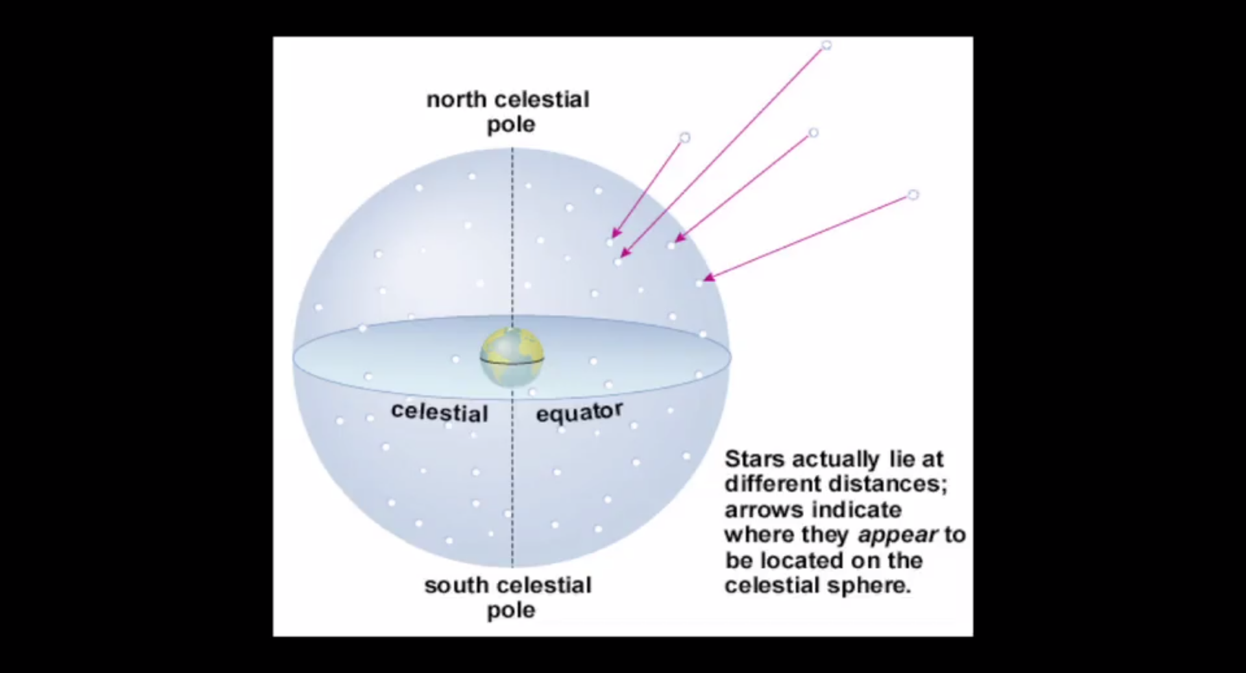 north celestial
pole
celestial equator
Stars actually lie at
different distances;
arrows indicate
where they appear to
be located on the
celestial sphere.
south celestial
pole